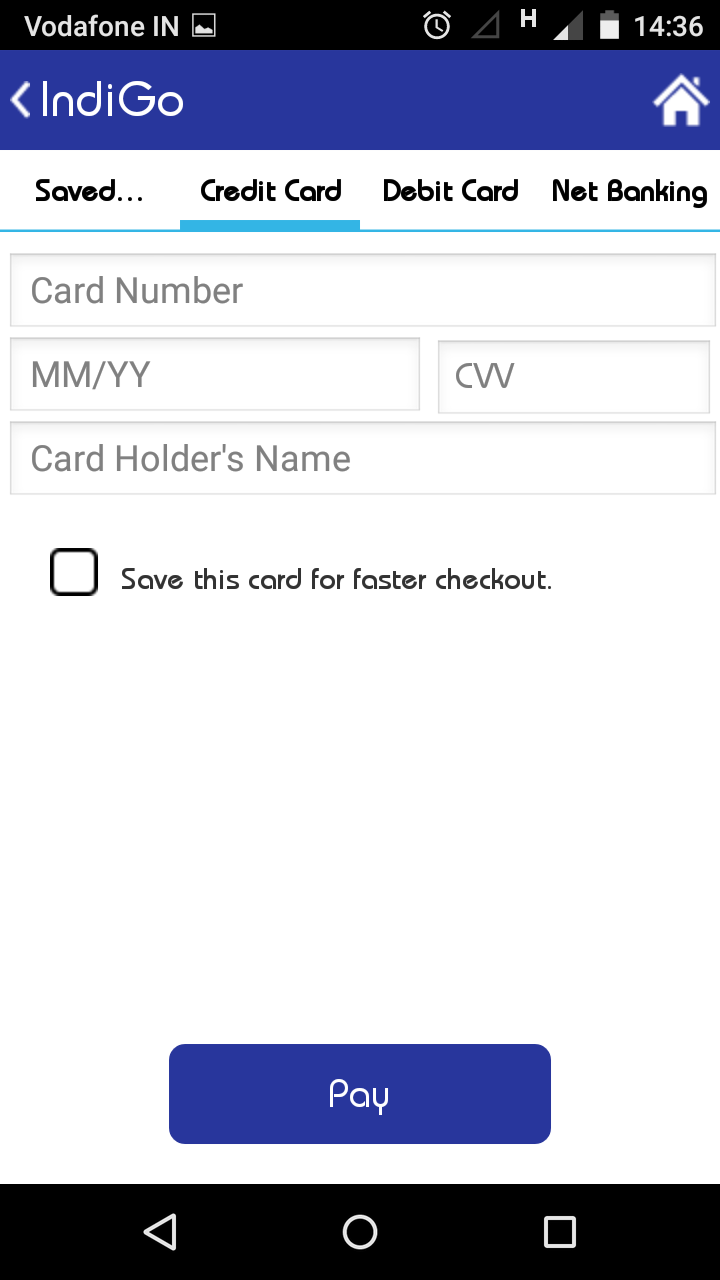 Vodafone IN H 14:36
IndiGo
Saved... Credit Card Debit Card Net Banking
Card Number
MM/YY CVV
Card Holder's Name
Save this card for faster checkout.
Pay